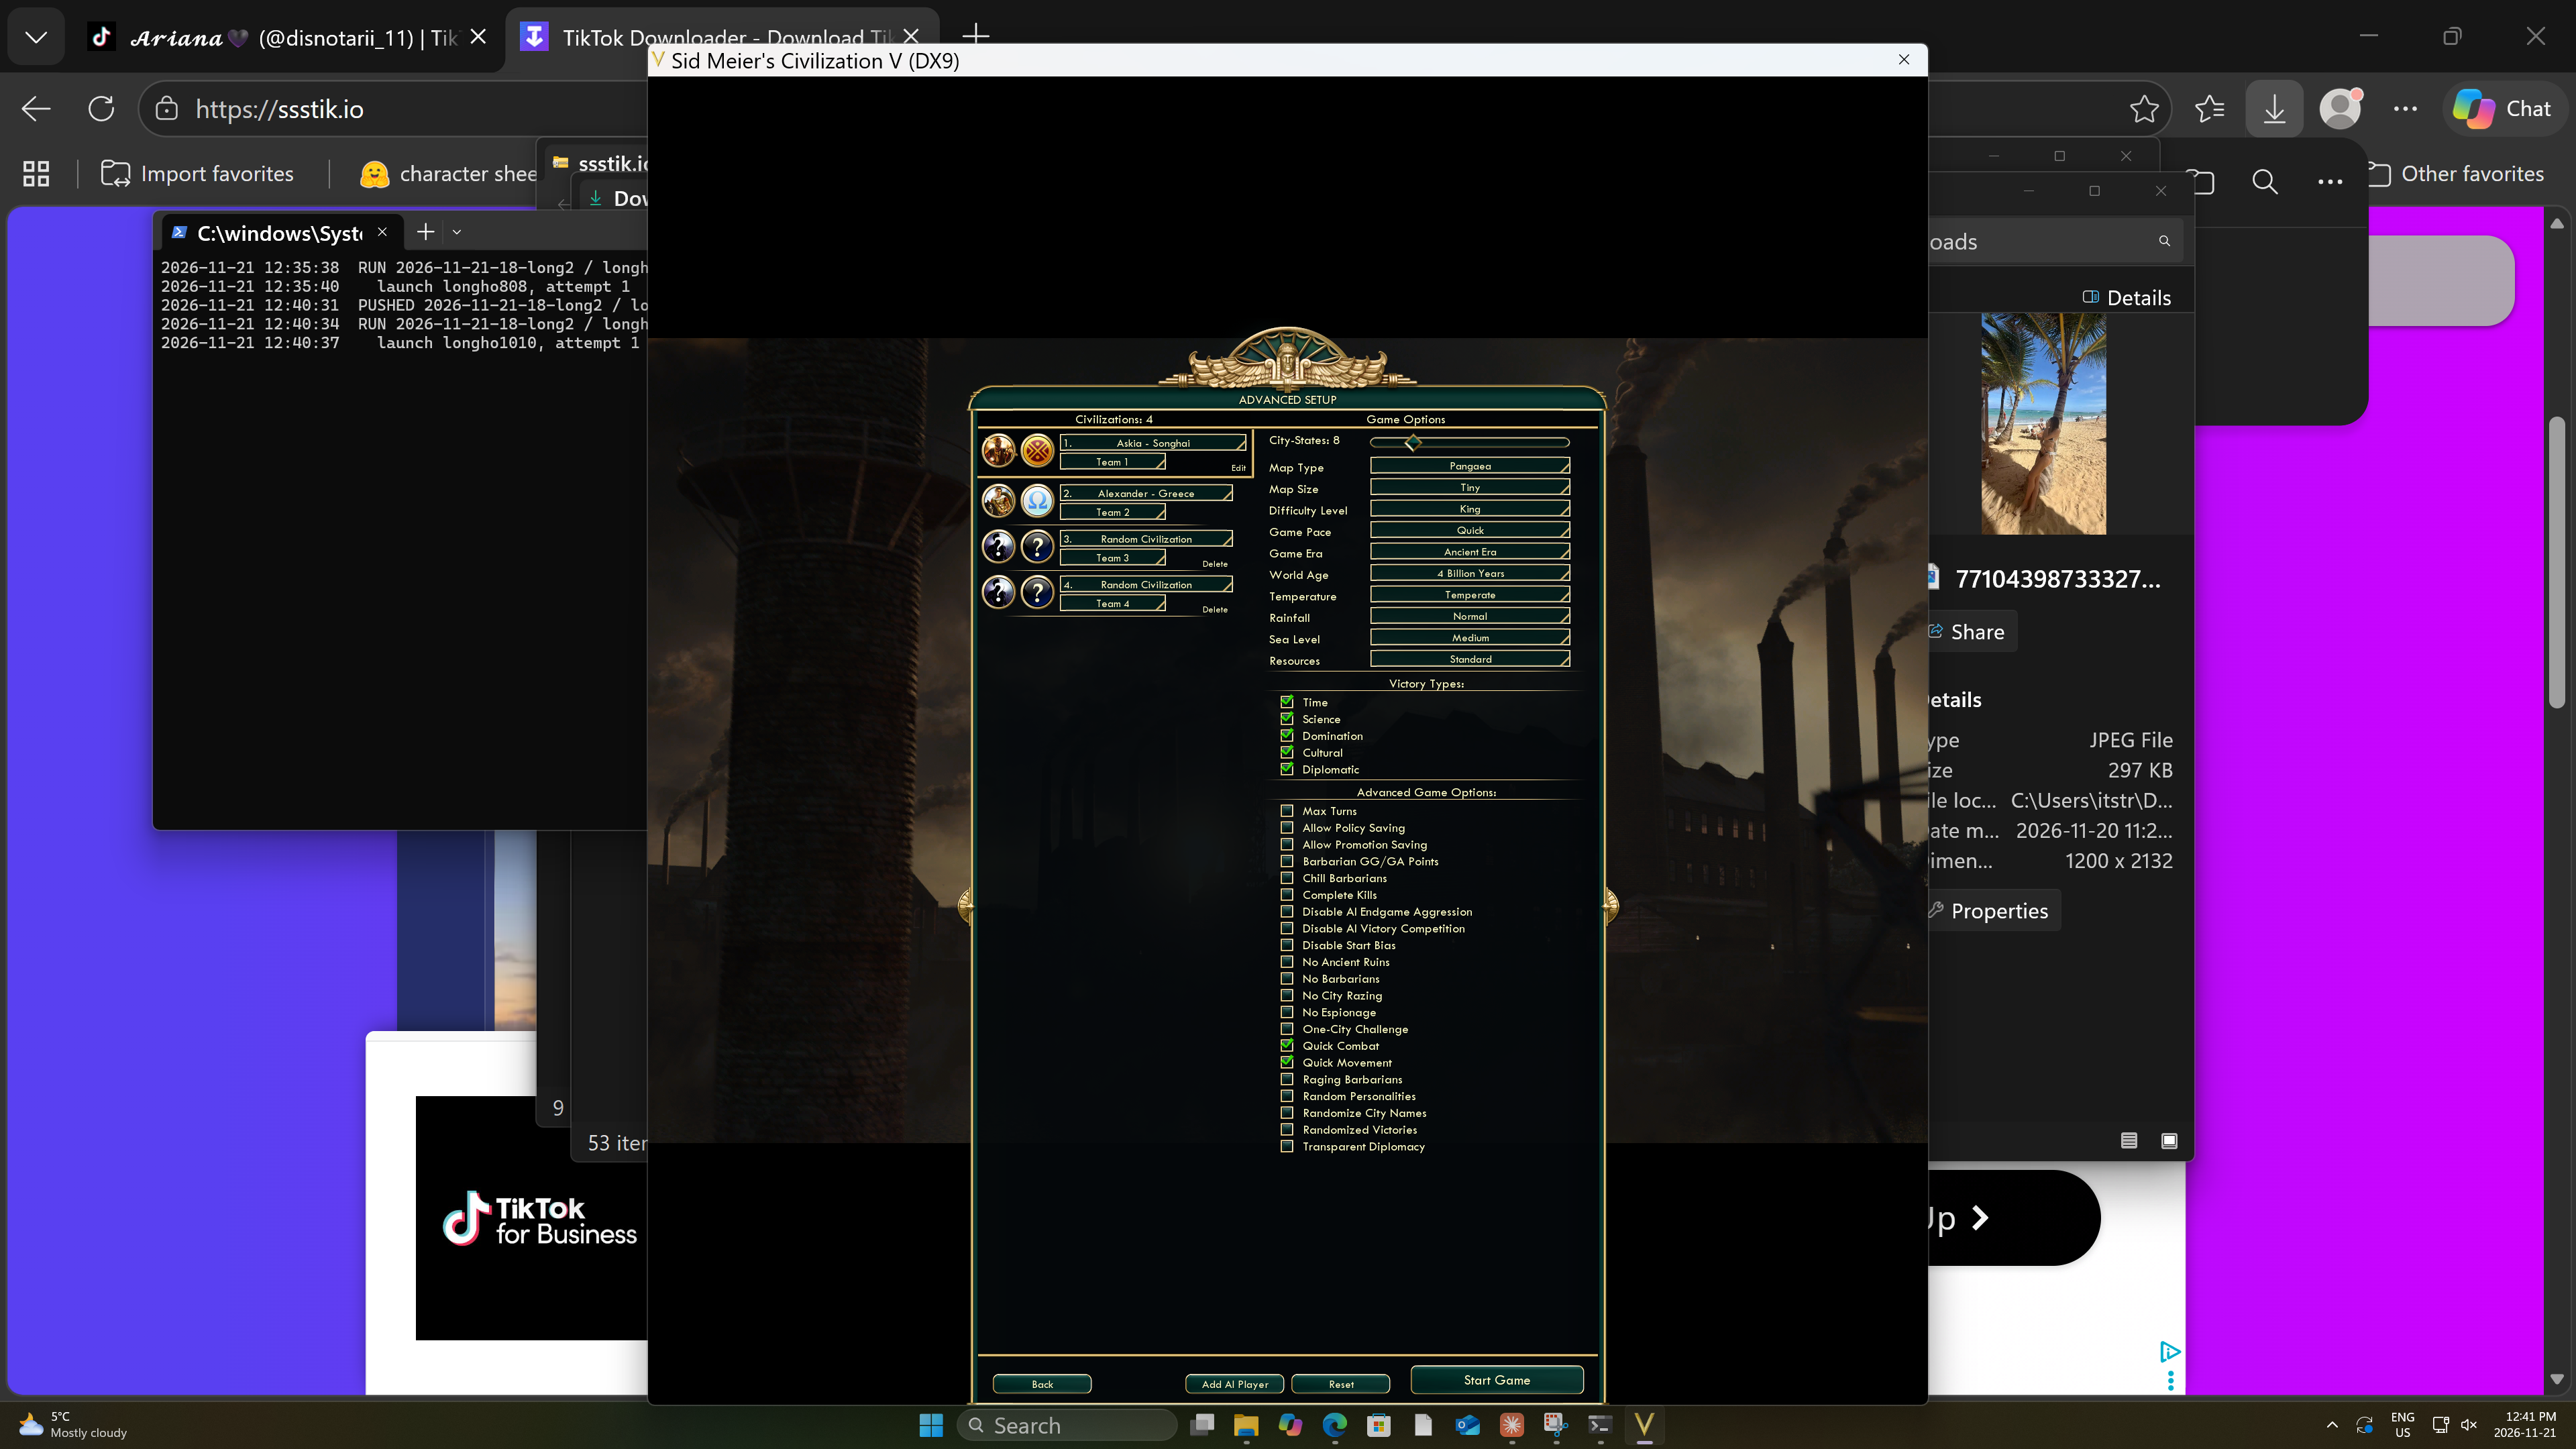 𝓐𝓻𝓲𝓪𝓷𝓪🖤 (@disnotarii_11) | Tik
TikTok Downloader - Download Tik
https://ssstik.io
Chat
Import favorites
character shee
Other favorites
ssstik.io
Dow
oads
Details
C:\windows\Syste
2026-11-21 12:35:38 RUN 2026-11-21-18-long2 / longh
2026-11-21 12:35:40 launch longho808, attempt 1
2026-11-21 12:40:31 PUSHED 2026-11-21-18-long2 / lo
2026-11-21 12:40:34 RUN 2026-11-21-18-long2 / longh
2026-11-21 12:40:37 launch longho1010, attempt 1
Sid Meier's Civilization V (DX9)
ADVANCED SETUP
Civilizations: 4
1. Askia - Songhai
Team 1
Edit
2. Alexander - Greece
Team 2
3. Random Civilization
Team 3
Delete
4. Random Civilization
Team 4
Delete
Game Options
City-States: 8
Map Type Pangaea
Map Size Tiny
Difficulty Level King
Game Pace Quick
Game Era Ancient Era
World Age 4 Billion Years
Temperature Temperate
Rainfall Normal
Sea Level Medium
Resources Standard
Victory Types:
Time
Science
Domination
Cultural
Diplomatic
Advanced Game Options:
Max Turns
Allow Policy Saving
Allow Promotion Saving
Barbarian GG/GA Points
Chill Barbarians
Complete Kills
Disable AI Endgame Aggression
Disable AI Victory Competition
Disable Start Bias
No Ancient Ruins
No Barbarians
No City Razing
No Espionage
One-City Challenge
Quick Combat
Quick Movement
Raging Barbarians
Random Personalities
Randomize City Names
Randomized Victories
Transparent Diplomacy
Back
Add AI Player
Reset
Start Game
77104398733327...
Share
etails
ype JPEG File
ize 297 KB
ile loc... C:\Users\itstr\D...
ate m... 2026-11-20 11:2...
imen... 1200 x 2132
Properties
9
53 iter
TikTok
for Business
Up
5°C
Mostly cloudy
Search
ENG
US
12:41 PM
2026-11-21